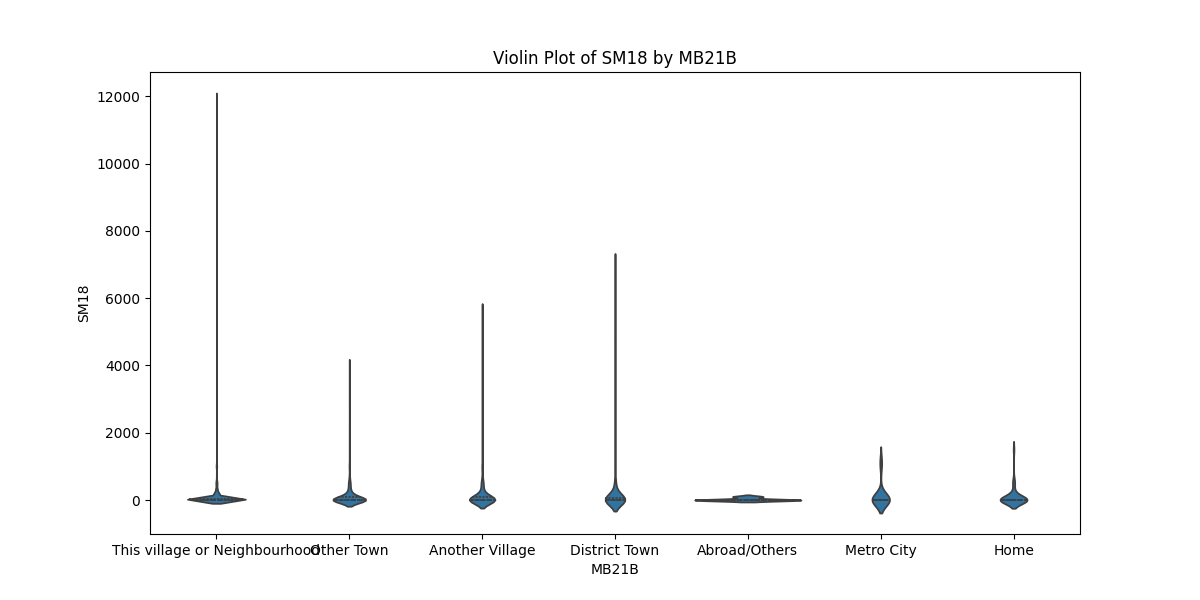 Violin Plot of SM18 by MB21B
12000
10000
8000
6000
4000
2000
0
SM18
This village or Neighbourhood Other Town Another Village District Town Abroad/Others Metro City Home
MB21B